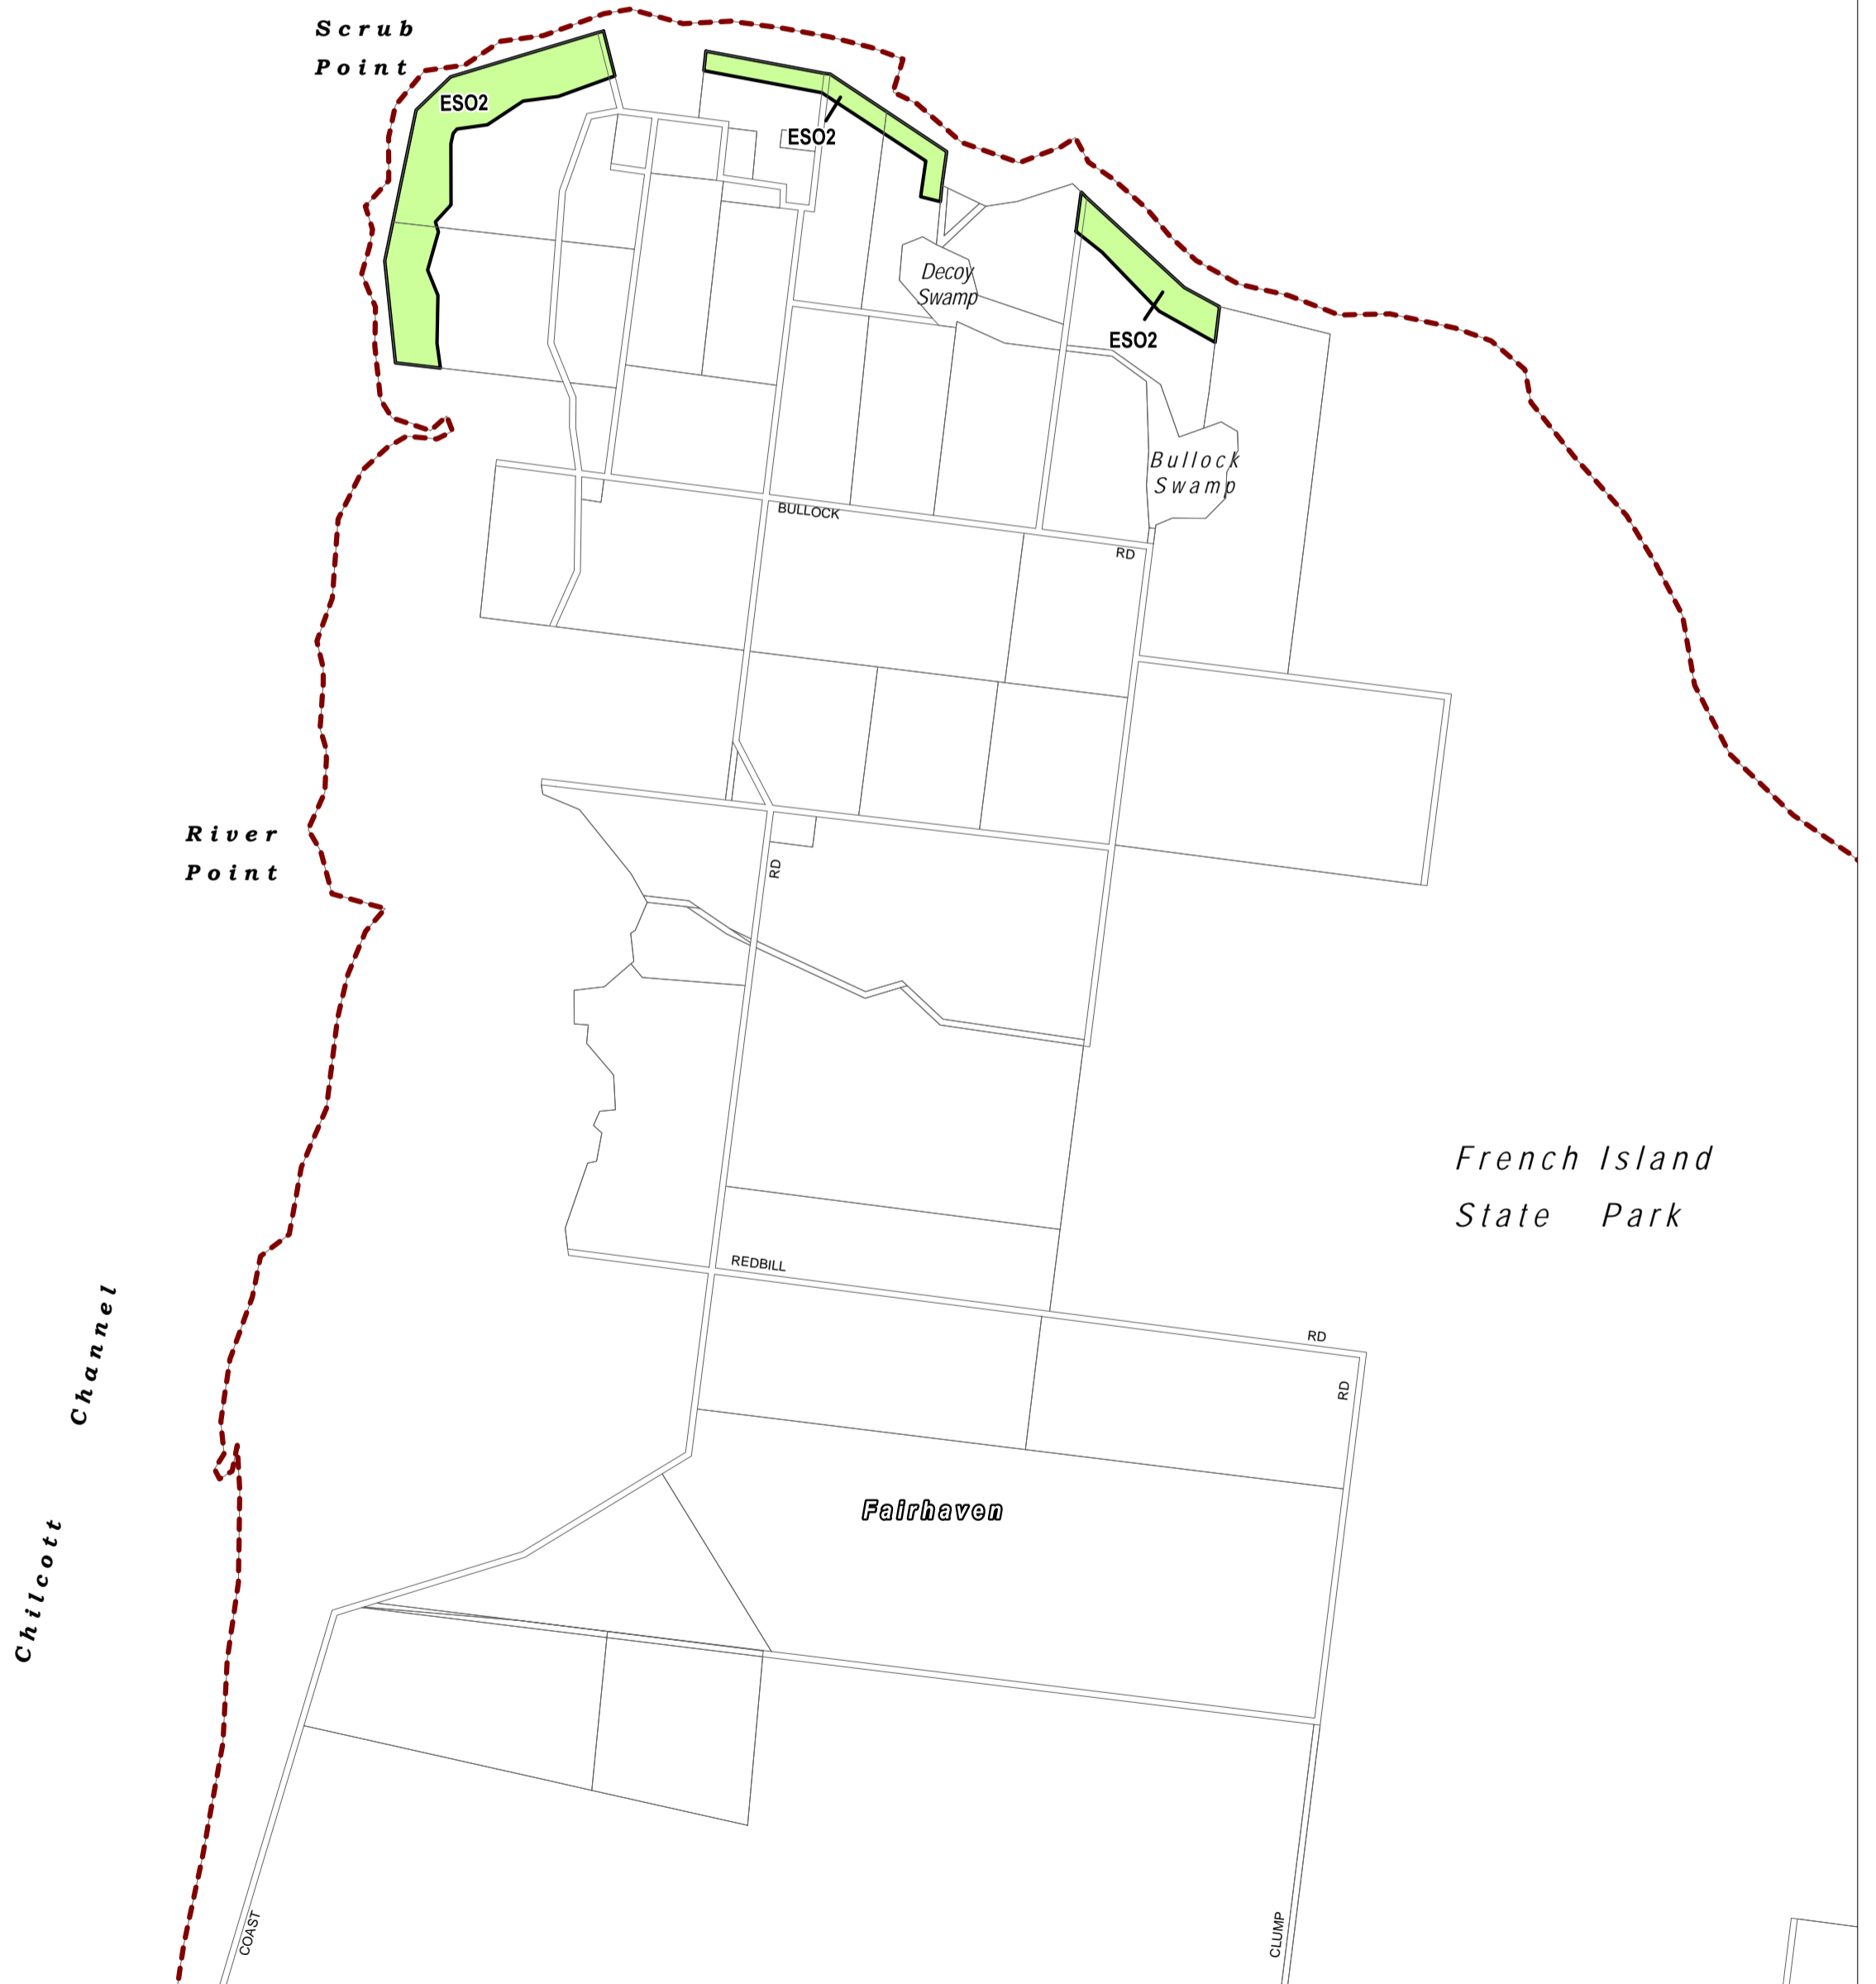 Scrub
Point
ESO2
ESO2
Decoy
Swamp
ESO2
Bullock
Swamp
BULLOCK
RD
River
Point
RD
French Island
State Park
REDBILL
RD
RD
Channel
Fairhaven
Chilcott
COAST
CLUMP